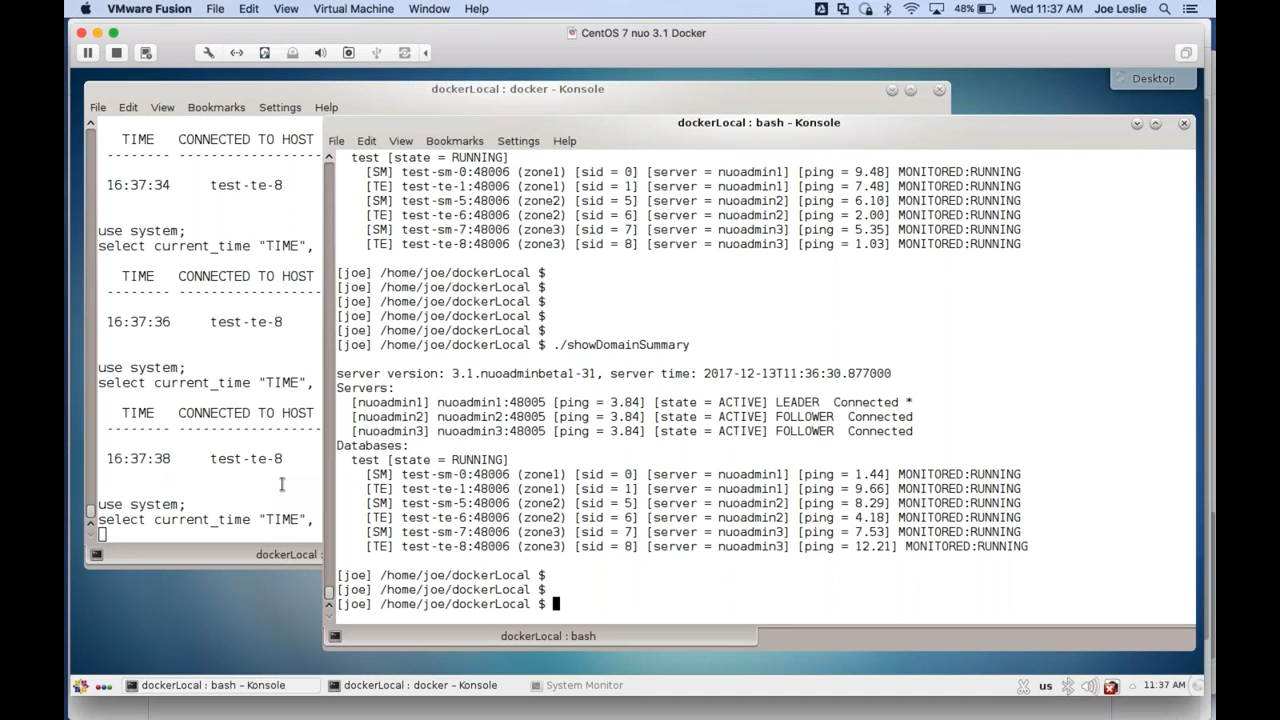 VMware Fusion File Edit View Virtual Machine Window Help 48% Wed 11:37 AM Joe Leslie
CentOS 7 nuo 3.1 Docker
Desktop
dockerLocal : docker - Konsole
File Edit View Bookmarks Settings Help
TIME CONNECTED TO HOST
-------- -----------------
16:37:34 test-te-8
use system;
select current_time "TIME",
TIME CONNECTED TO HOST
-------- -----------------
16:37:36 test-te-8
use system;
select current_time "TIME",
TIME CONNECTED TO HOST
-------- -----------------
16:37:38 test-te-8
use system;
select current_time "TIME",
dockerLocal :
dockerLocal : bash - Konsole
File Edit View Bookmarks Settings Help
test [state = RUNNING]
[SM] test-sm-0:48006 (zone1) [sid = 0] [server = nuoadmin1] [ping = 9.48] MONITORED:RUNNING
[TE] test-te-1:48006 (zone1) [sid = 1] [server = nuoadmin1] [ping = 7.48] MONITORED:RUNNING
[SM] test-sm-5:48006 (zone2) [sid = 5] [server = nuoadmin2] [ping = 6.10] MONITORED:RUNNING
[TE] test-te-6:48006 (zone2) [sid = 6] [server = nuoadmin2] [ping = 2.00] MONITORED:RUNNING
[SM] test-sm-7:48006 (zone3) [sid = 7] [server = nuoadmin3] [ping = 5.35] MONITORED:RUNNING
[TE] test-te-8:48006 (zone3) [sid = 8] [server = nuoadmin3] [ping = 1.03] MONITORED:RUNNING
[joe] /home/joe/dockerLocal $
[joe] /home/joe/dockerLocal $
[joe] /home/joe/dockerLocal $
[joe] /home/joe/dockerLocal $
[joe] /home/joe/dockerLocal $
[joe] /home/joe/dockerLocal $ ./showDomainSummary
server version: 3.1.nuoadminbeta1-31, server time: 2017-12-13T11:36:30.877000
Servers:
[nuoadmin1] nuoadmin1:48005 [ping = 3.84] [state = ACTIVE] LEADER Connected *
[nuoadmin2] nuoadmin2:48005 [ping = 3.84] [state = ACTIVE] FOLLOWER Connected
[nuoadmin3] nuoadmin3:48005 [ping = 3.84] [state = ACTIVE] FOLLOWER Connected
Databases:
test [state = RUNNING]
[SM] test-sm-0:48006 (zone1) [sid = 0] [server = nuoadmin1] [ping = 1.44] MONITORED:RUNNING
[TE] test-te-1:48006 (zone1) [sid = 1] [server = nuoadmin1] [ping = 9.66] MONITORED:RUNNING
[SM] test-sm-5:48006 (zone2) [sid = 5] [server = nuoadmin2] [ping = 8.29] MONITORED:RUNNING
[TE] test-te-6:48006 (zone2) [sid = 6] [server = nuoadmin2] [ping = 4.18] MONITORED:RUNNING
[SM] test-sm-7:48006 (zone3) [sid = 7] [server = nuoadmin3] [ping = 7.53] MONITORED:RUNNING
[TE] test-te-8:48006 (zone3) [sid = 8] [server = nuoadmin3] [ping = 12.21] MONITORED:RUNNING
[joe] /home/joe/dockerLocal $
[joe] /home/joe/dockerLocal $
[joe] /home/joe/dockerLocal $
dockerLocal : bash
dockerLocal : bash - Konsole dockerLocal : docker - Konsole System Monitor us 11:37 AM